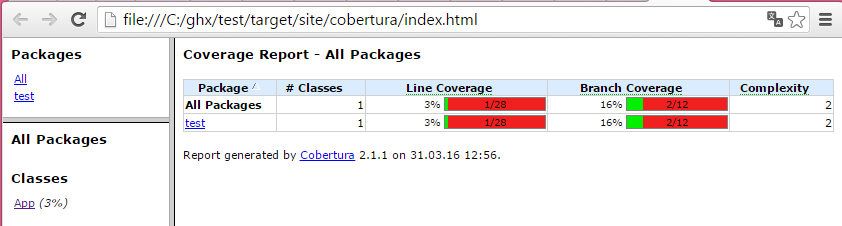 file:///C:/ghx/test/target/site/cobertura/index.html
Packages
All
test
All Packages
Classes
App (3%)
Coverage Report - All Packages
Package # Classes Line Coverage Branch Coverage Complexity
All Packages 1 3% 1/28 16% 2/12 2
test 1 3% 1/28 16% 2/12 2
Report generated by Cobertura 2.1.1 on 31.03.16 12:56.